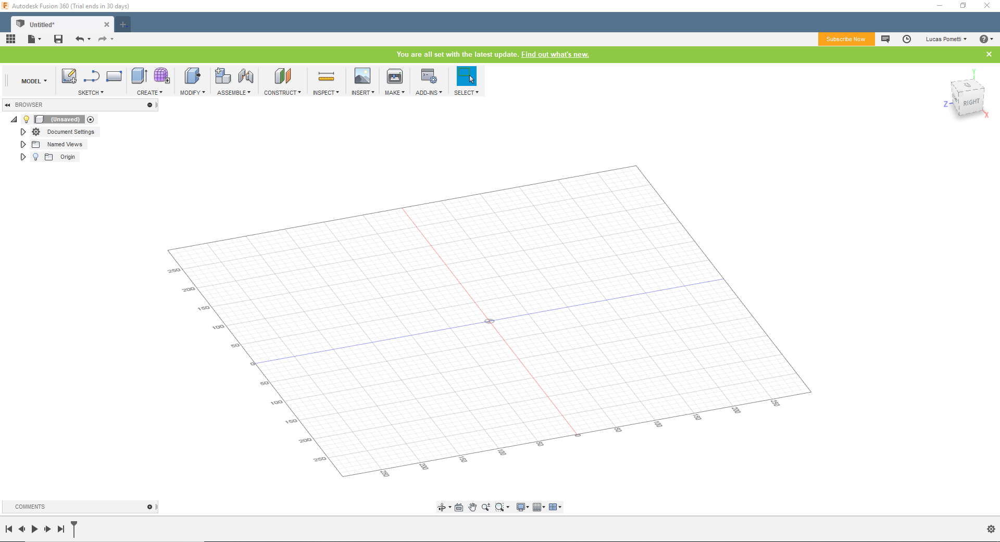 Autodesk Fusion 360 (Trial ends in 30 days)
Untitled*
Subscribe Now
Lucas Pometti
You are all set with the latest update. Find out what's new.
MODEL
SKETCH
CREATE
MODIFY
ASSEMBLE
CONSTRUCT
INSPECT
INSERT
MAKE
ADD-INS
SELECT
BROWSER
(Unsaved)
Document Settings
Named Views
Origin
Y
TOP
RIGHT
Z
X
250
200
150
100
50
0
50
100
150
200
250
250
200
150
100
50
0
50
100
150
200
250
COMMENTS